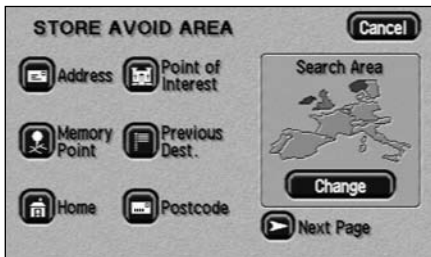 STORE AVOID AREA
Cancel
Address
Point of
Interest
Search Area
Memory
Point
Previous
Dest.
Change
Home
Postcode
Next Page